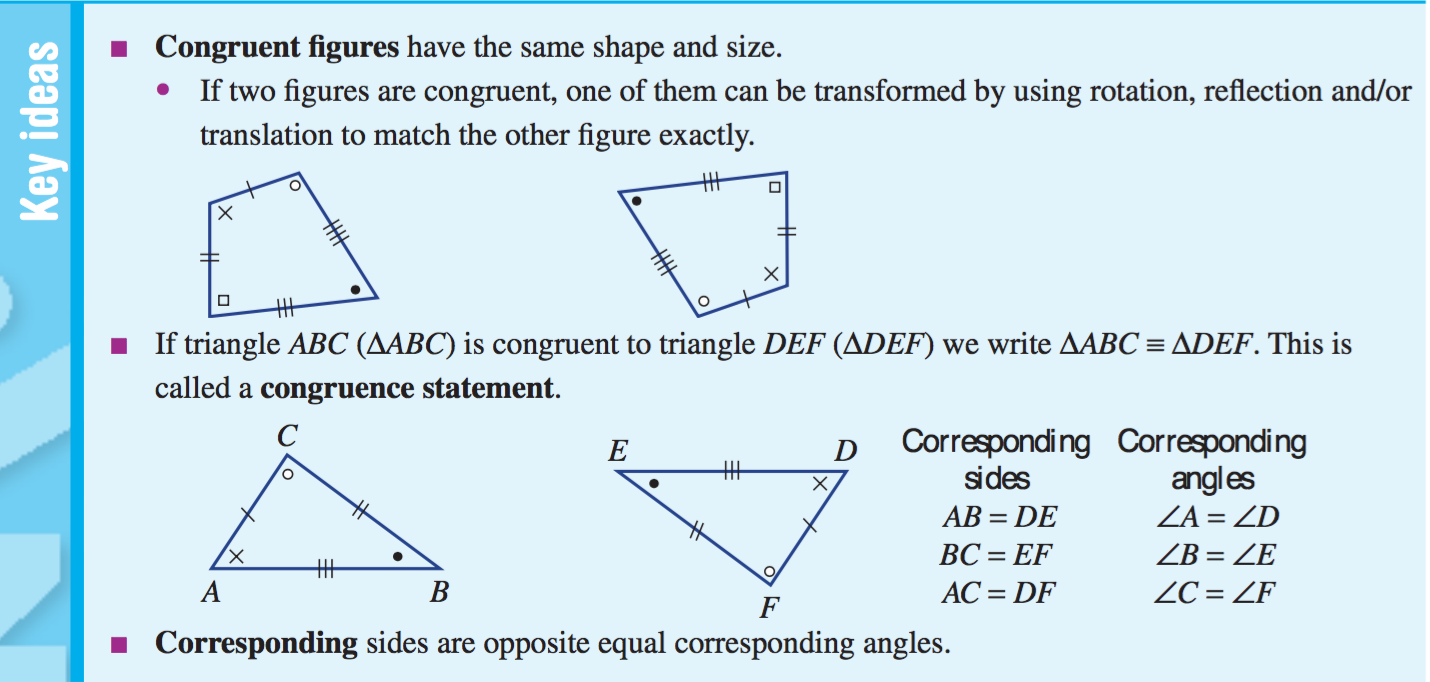 Key ideas
■ Congruent figures have the same shape and size.
• If two figures are congruent, one of them can be transformed by using rotation, reflection and/or
translation to match the other figure exactly.
■ If triangle ABC (ΔABC) is congruent to triangle DEF (ΔDEF) we write ΔABC ≡ ΔDEF. This is
called a congruence statement.
C
A
B
E
D
F
Corresponding sides
AB = DE
BC = EF
AC = DF
Corresponding angles
∠A = ∠D
∠B = ∠E
∠C = ∠F
■ Corresponding sides are opposite equal corresponding angles.